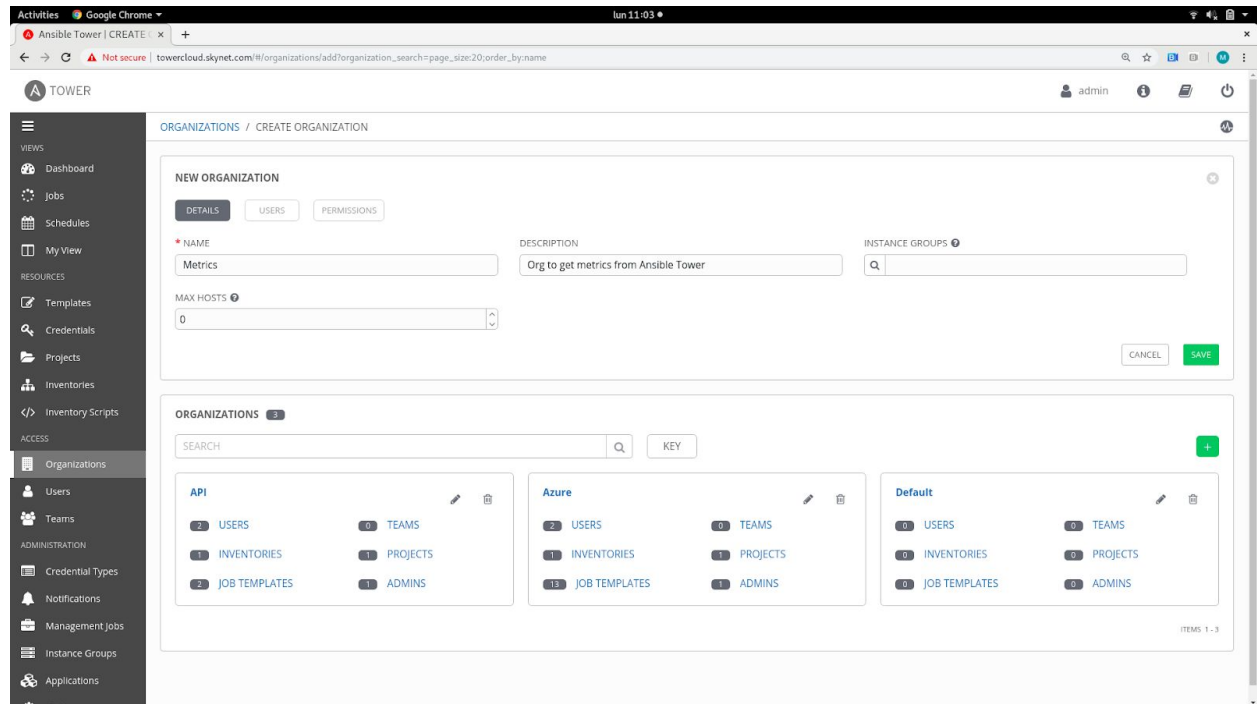 Activities Google Chrome lun 11:03
Ansible Tower | CREATE
Not secure | towercloud.skynet.com/#/organizations/add?organization_search=page_size:20;order_by:name
A TOWER admin
ORGANIZATIONS / CREATE ORGANIZATION
VIEWS
Dashboard
Jobs
Schedules
My View
RESOURCES
Templates
Credentials
Projects
Inventories
Inventory Scripts
ACCESS
Organizations
Users
Teams
ADMINISTRATION
Credential Types
Notifications
Management Jobs
Instance Groups
Applications
NEW ORGANIZATION
DETAILS USERS PERMISSIONS
* NAME DESCRIPTION INSTANCE GROUPS
Metrics Org to get metrics from Ansible Tower
MAX HOSTS
0
CANCEL SAVE
ORGANIZATIONS 3
SEARCH KEY +
API Azure Default
2 USERS 0 TEAMS 2 USERS 0 TEAMS 0 USERS 0 TEAMS
1 INVENTORIES 1 PROJECTS 1 INVENTORIES 1 PROJECTS 0 INVENTORIES 0 PROJECTS
2 JOB TEMPLATES 1 ADMINS 13 JOB TEMPLATES 1 ADMINS 0 JOB TEMPLATES 0 ADMINS
ITEMS 1 - 3